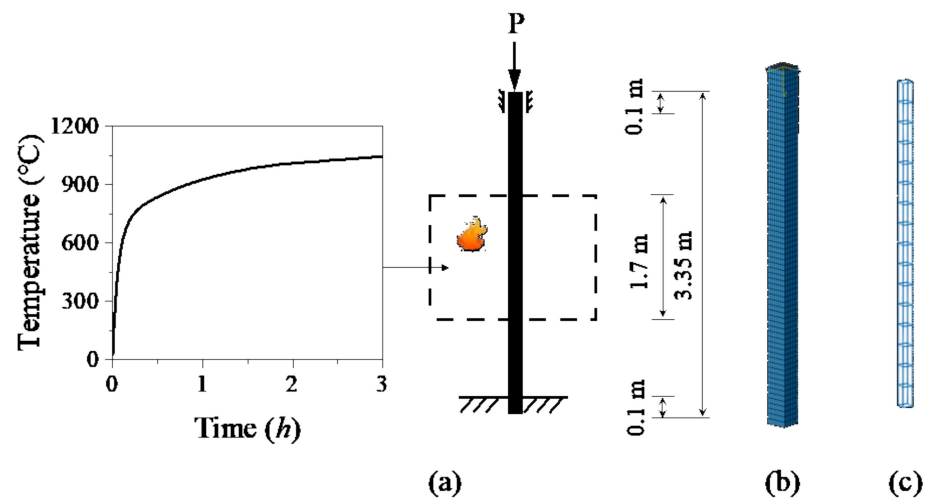 P
1200
900
600
300
0
0
1
2
3
Temperature (°C)
Time (h)
0.1 m
1.7 m
3.35 m
0.1 m
(a)
(b)
(c)